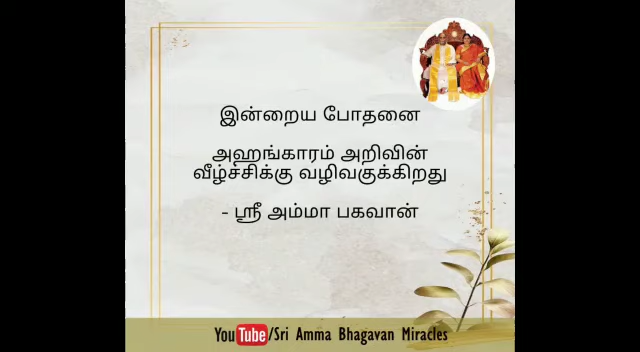 இன்றைய போதனை
அஹங்காரம் அறிவின்
வீழ்ச்சிக்கு வழிவகுக்கிறது
- ஸ்ரீ அம்மா பகவான்
YouTube/Sri Amma Bhagavan Miracles